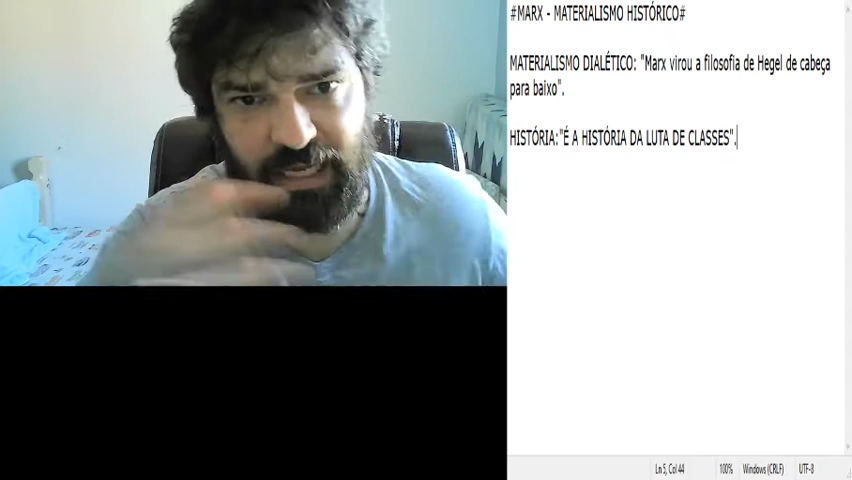 #MARX - MATERIALISMO HISTÓRICO#
MATERIALISMO DIALÉTICO: "Marx virou a filosofia de Hegel de cabeça
para baixo".
HISTÓRIA:"É A HISTÓRIA DA LUTA DE CLASSES".
Ln 5, Col 44
100%
Windows (CRLF)
UTF-8